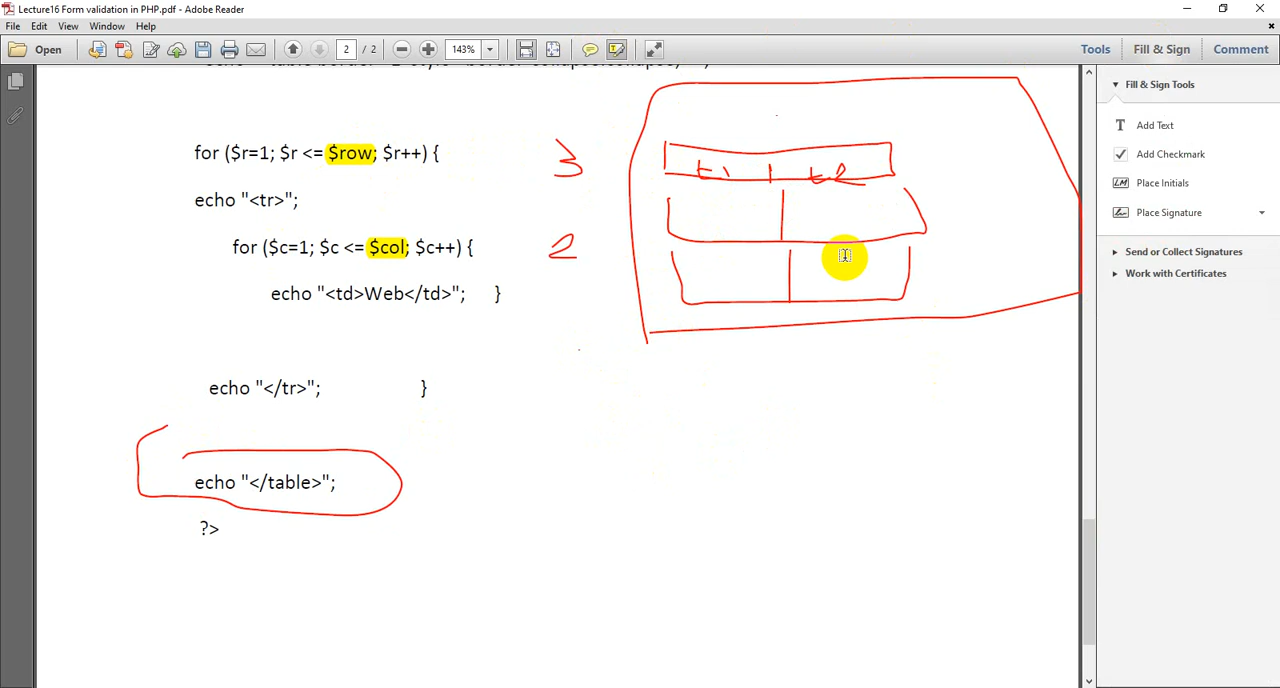 Lecture16 Form validation in PHP.pdf - Adobe Reader
File Edit View Window Help
Open 2 / 2 143% Tools Fill & Sign Comment
for ($r=1; $r <= $row; $r++) { 3
echo "<tr>";
for ($c=1; $c <= $col; $c++) { 2
echo "<td>Web</td>"; }
echo "</tr>"; }
echo "</table>";
?>
t1 t2
Fill & Sign Tools
Add Text
Add Checkmark
Place Initials
Place Signature
Send or Collect Signatures
Work with Certificates